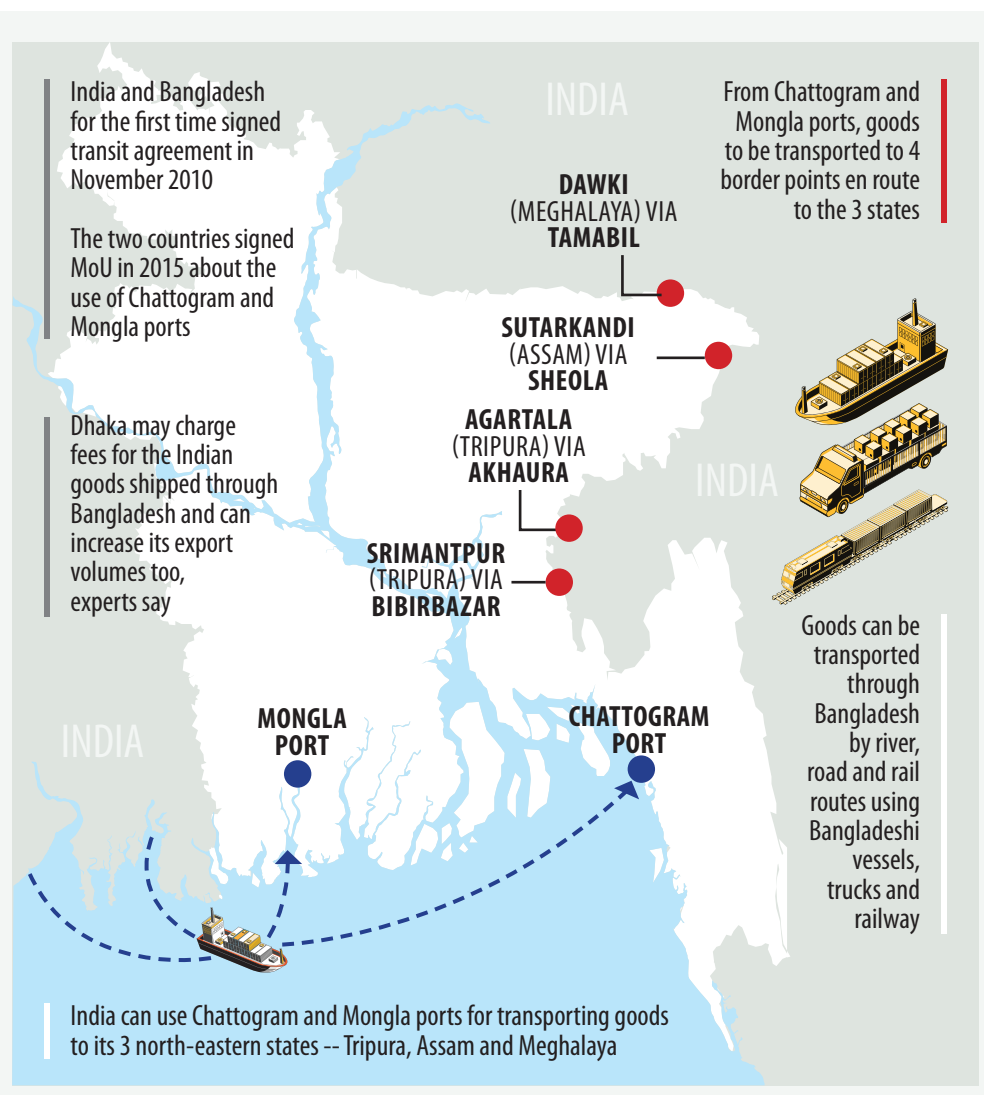 India and Bangladesh
for the first time signed
transit agreement in
November 2010
The two countries signed
MoU in 2015 about the
use of Chattogram and
Mongla ports
Dhaka may charge
fees for the Indian
goods shipped through
Bangladesh and can
increase its export
volumes too,
experts say
INDIA
From Chattogram and
Mongla ports, goods
to be transported to 4
border points en route
to the 3 states
DAWKI
(MEGHALAYA) VIA
TAMABIL
SUTARKANDI
(ASSAM) VIA
SHEOLA
AGARTALA
(TRIPURA) VIA
AKHAURA
INDIA
SRIMANTPUR
(TRIPURA) VIA
BIBIRBAZAR
Goods can be
transported
through
Bangladesh
by river,
road and rail
routes using
Bangladeshi
vessels,
trucks and
railway
INDIA
MONGLA
PORT
CHATTOGRAM
PORT
India can use Chattogram and Mongla ports for transporting goods
to its 3 north-eastern states -- Tripura, Assam and Meghalaya